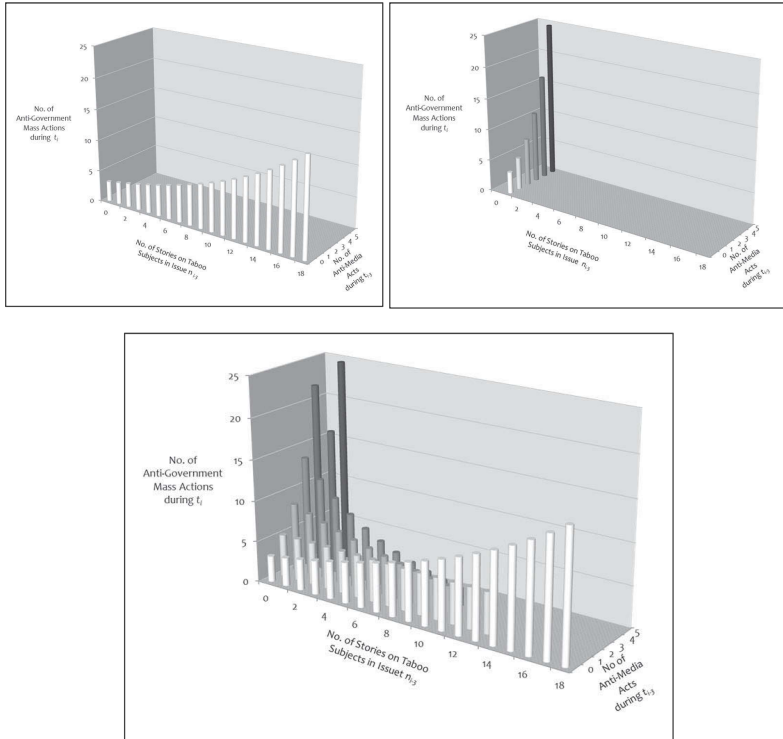 25
20
15
10
5
0
No. of
Anti-Government
Mass Actions
during tᵢ
0
2
4
6
8
10
12
14
16
18
No. of Stories on Taboo
Subjects in Issue nᵢ₋₃
0
1
2
3
4
5
No. of
Anti-Media
Acts
during tᵢ₋₃
25
20
15
10
5
0
No. of
Anti-Government
Mass Actions
during tᵢ
0
2
4
6
8
10
12
14
16
18
No. of Stories on Taboo
Subjects in Issue nᵢ₋₃
0
1
2
3
4
5
No. of
Anti-Media
Acts
during tᵢ₋₃
25
20
15
10
5
0
No. of
Anti-Government
Mass Actions
during tᵢ
0
2
4
6
8
10
12
14
16
18
No. of Stories on Taboo
Subjects in Issuet nᵢ₋₃
0
1
2
3
4
5
No of
Anti-Media
Acts
during tᵢ₋₃